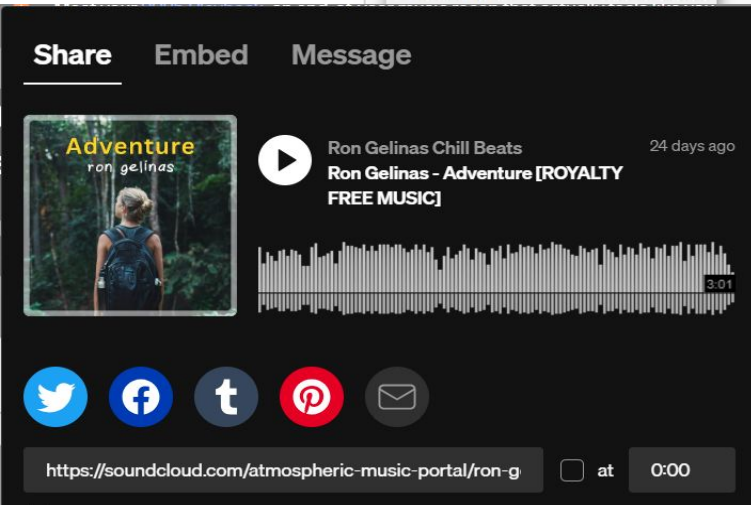 Share Embed Message
Adventure
ron gelinas
Ron Gelinas Chill Beats 24 days ago
Ron Gelinas - Adventure [ROYALTY
FREE MUSIC]
3:01
https://soundcloud.com/atmospheric-music-portal/ron-g
at 0:00